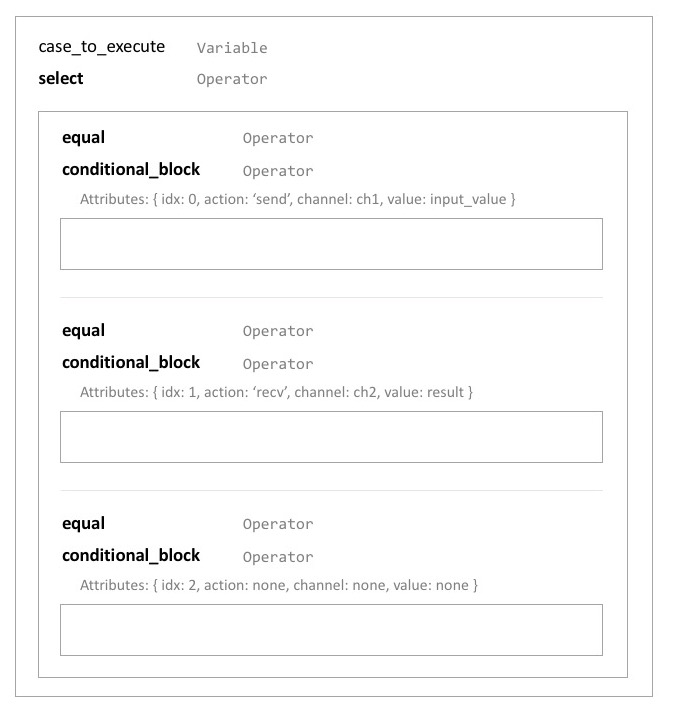 case_to_execute Variable
select Operator
equal Operator
conditional_block Operator
Attributes: { idx: 0, action: ‘send’, channel: ch1, value: input_value }
equal Operator
conditional_block Operator
Attributes: { idx: 1, action: ‘recv’, channel: ch2, value: result }
equal Operator
conditional_block Operator
Attributes: { idx: 2, action: none, channel: none, value: none }